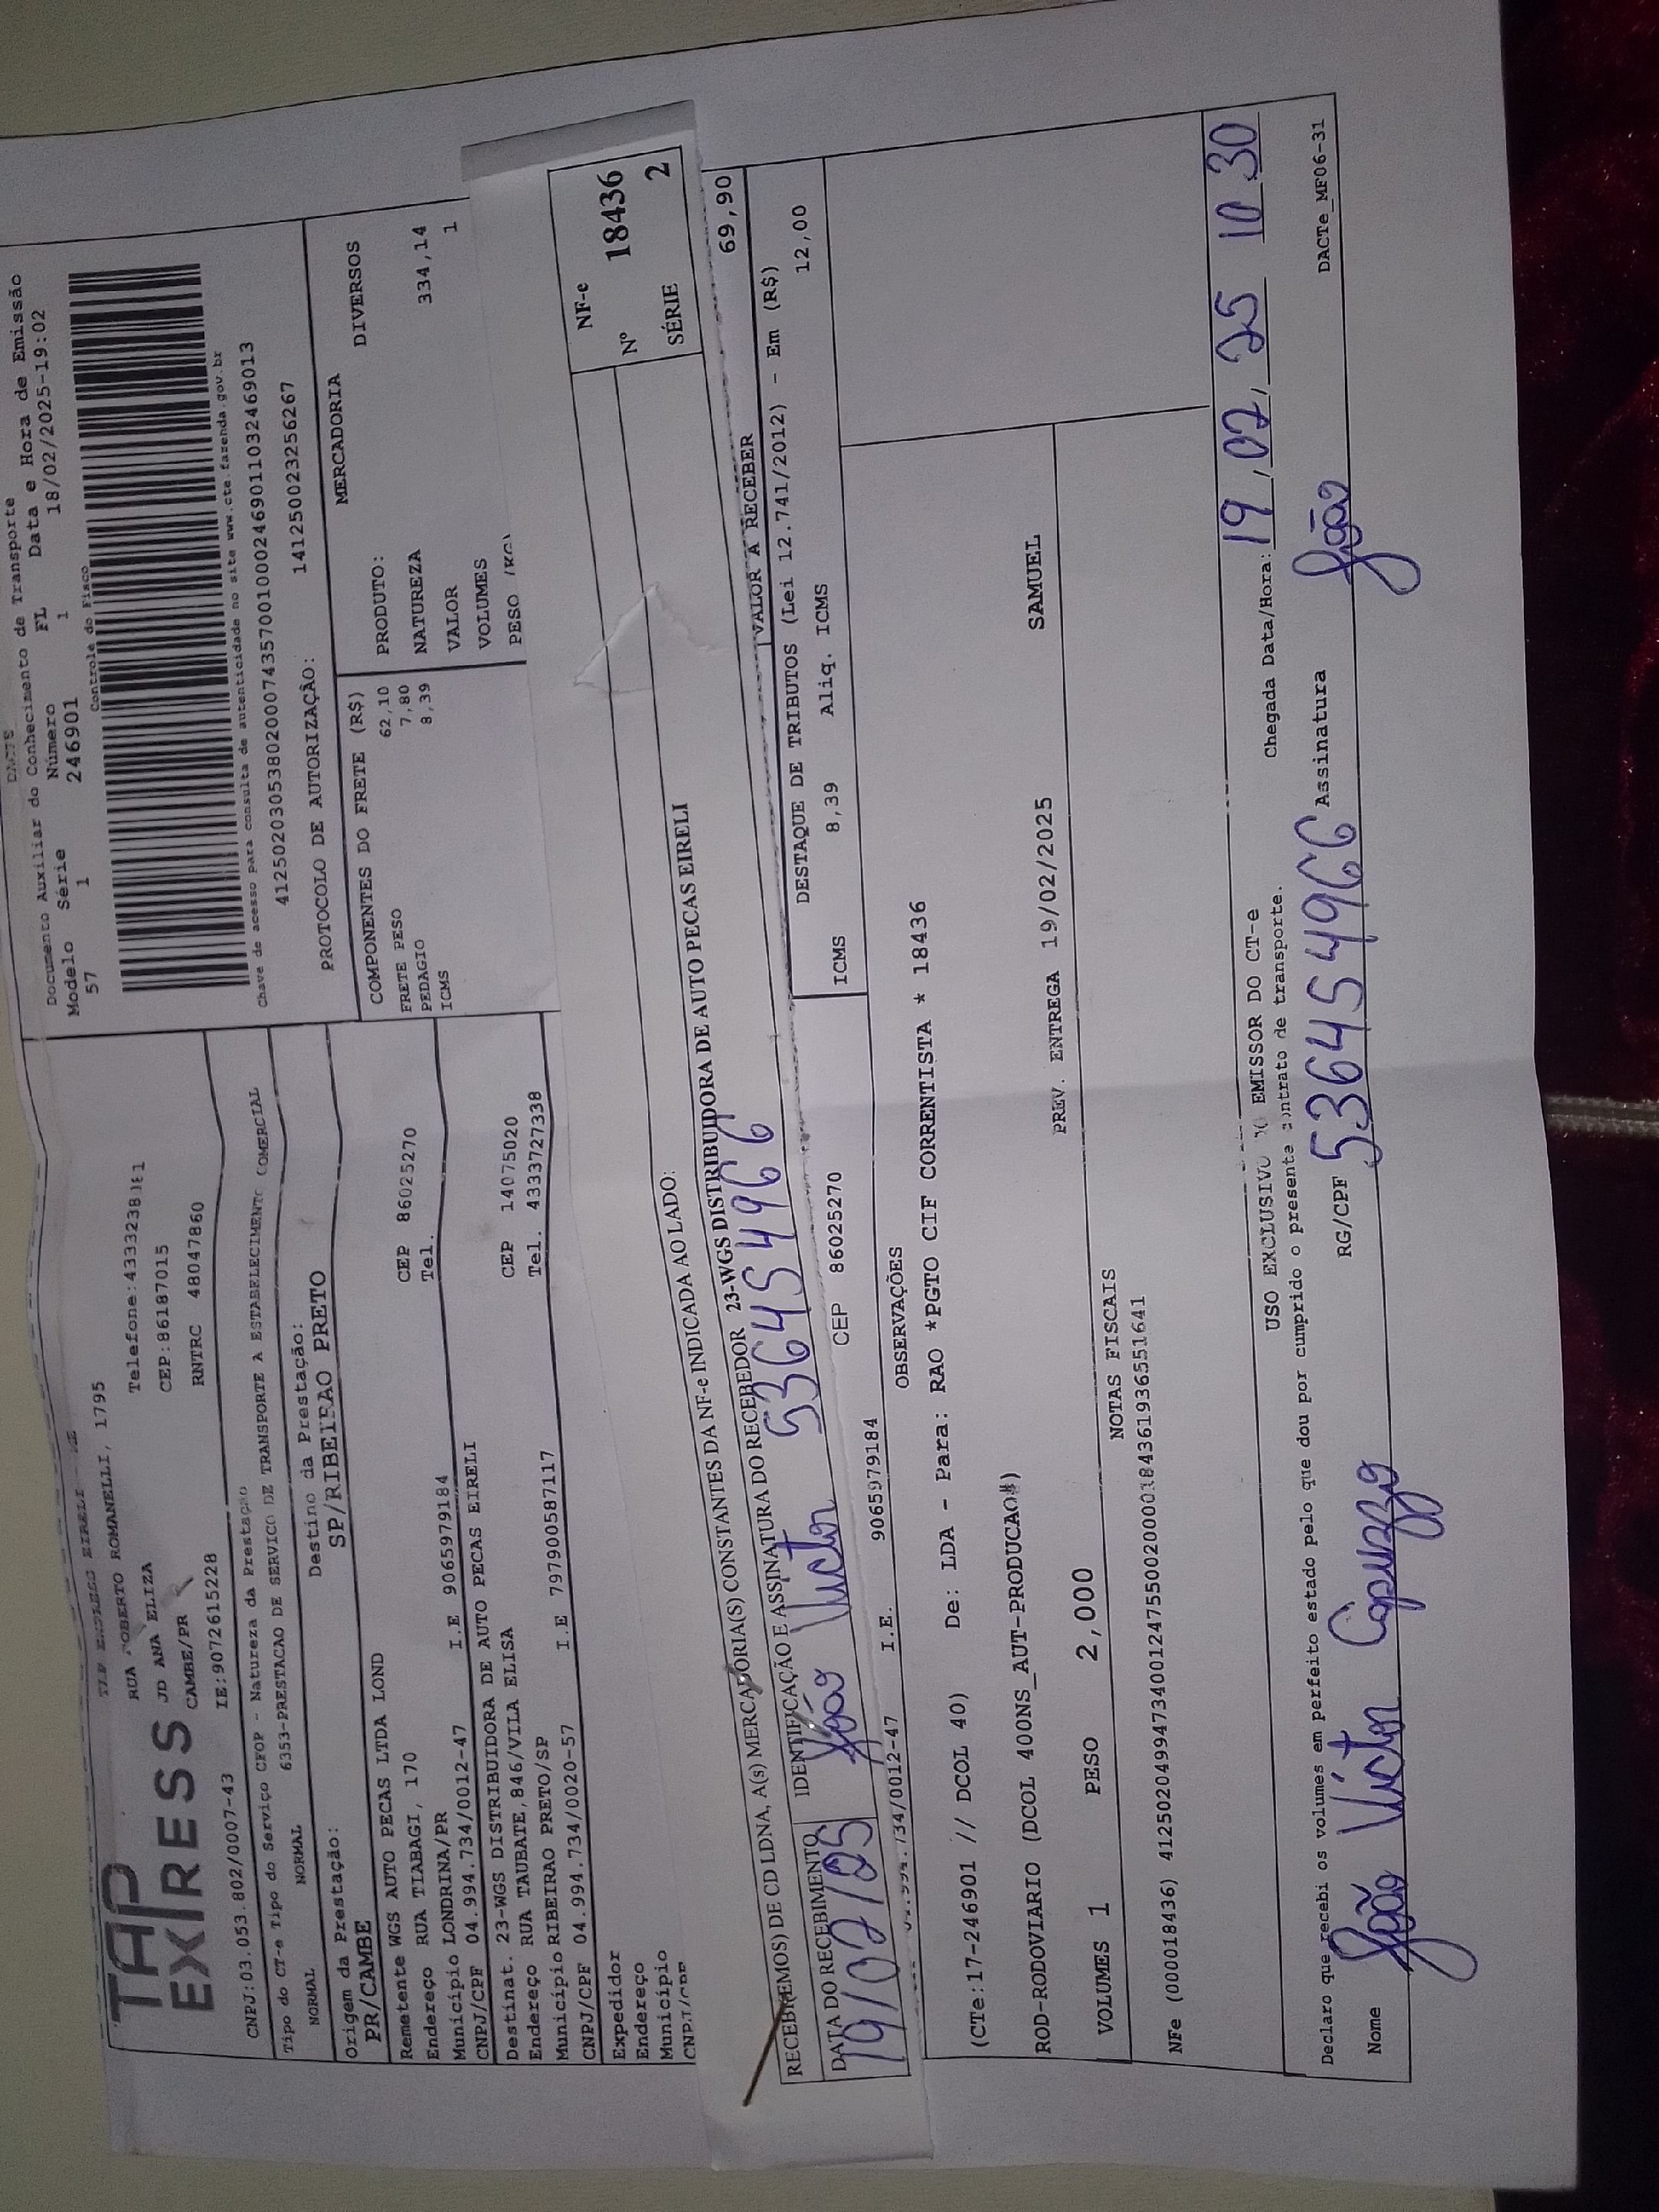 TAP
EXPRESS
RUA ROBERTO ROMANELLI, 1795
JD ANA ELIZA
Telefone:43332381
CAMBE/PR
CEP:86187015
IE:9072615228
RNTRC 48047860
CNPJ:03.053.802/0007-43
Tipo do CT-e Tipo do Serviço CFOP - Natureza da Prestação
NORMAL NORMAL 6353-PRESTACAO DE SERVICO DE TRANSPORTE A ESTABELECIMENTO COMERCIAL
Origem da Prestação: Destino da Prestação:
PR/CAMBE SP/RIBEIRAO PRETO
Remetente WGS AUTO PECAS LTDA LOND
Endereço RUA TIABAGI, 170 CEP 86025270
Município LONDRINA/PR Tel.
CNPJ/CPF 04.994.734/0012-47 I.E 9065979184
Destinat. 23-WGS DISTRIBUIDORA DE AUTO PECAS EIRELI
Endereço RUA TAUBATE,846/VILA ELISA CEP 14075020
Município RIBEIRAO PRETO/SP Tel. 4333727338
CNPJ/CPF 04.994.734/0020-57 I.E 797900587117
Expedidor
Endereço
Município
CNPJ/CPF
DACTE
Documento Auxiliar do Conhecimento de Transporte
Modelo Série Número FL Data e Hora de Emissão
57 1 246901 1 18/02/2025-19:02
Controle do Fisco
Chave de acesso para consulta de autenticidade no site www.cte.fazenda.gov.br
41250203053802000743570010002469011032469013
PROTOCOLO DE AUTORIZAÇÃO: 141250023256267
COMPONENTES DO FRETE (R$) MERCADORIA
FRETE PESO 62,10 PRODUTO: DIVERSOS
PEDAGIO 7,80 NATUREZA
ICMS 8,39 VALOR 334,14
VOLUMES 1
PESO (KG)
RECEBI(EMOS) DE CD LDNA, A(s) MERCADORIA(S) CONSTANTES DA NF-e INDICADA AO LADO:
23-WGS DISTRIBUIDORA DE AUTO PECAS EIRELI
DATA DO RECEBIMENTO IDENTIFICAÇÃO E ASSINATURA DO RECEBEDOR
19/02/25 João Victor 536454966
NF-e
Nº 18436
SÉRIE 2
VALOR A RECEBER 69,90
DESTAQUE DE TRIBUTOS (Lei 12.741/2012) - Em (R$)
ICMS 8,39 Aliq. ICMS 12,00
/0012-47 I.E. 9065979184 CEP 86025270
OBSERVAÇÕES
(CTe:17-246901 // DCOL 40) De: LDA - Para: RAO *PGTO CIF CORRENTISTA * 18436
ROD-RODOVIARIO (DCOL 400NS_AUT-PRODUCAO#) SAMUEL
VOLUMES 1 PESO 2,000 PREV. ENTREGA 19/02/2025
NOTAS FISCAIS
NFe (000018436) 41250204994734001247550020000184361936551641
USO EXCLUSIVO DO EMISSOR DO CT-e
Declaro que recebi os volumes em perfeito estado pelo que dou por cumprido o presente contrato de transporte. Chegada Data/Hora: 19,02,25 10 30
Nome João Victor Capuzzo RG/CPF 536454966 Assinatura João
DACTe_MF06-31